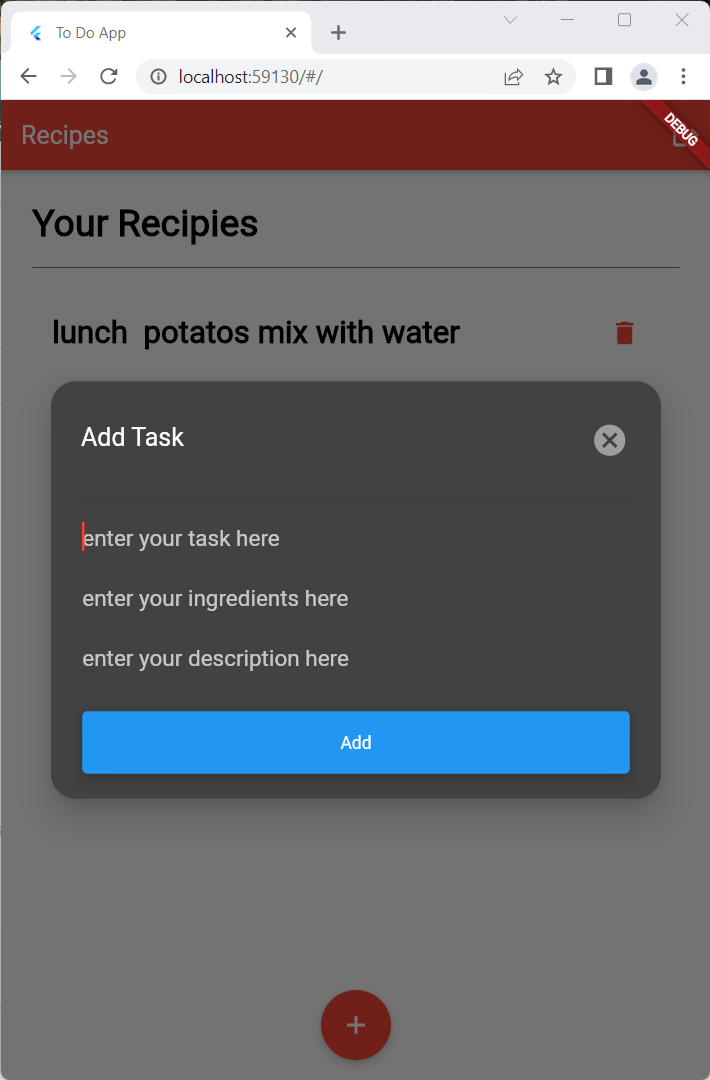 To Do App
localhost:59130/#/
Recipes
DEBUG
Your Recipies
lunch  potatos mix with water
Add Task
enter your task here
enter your ingredients here
enter your description here
Add